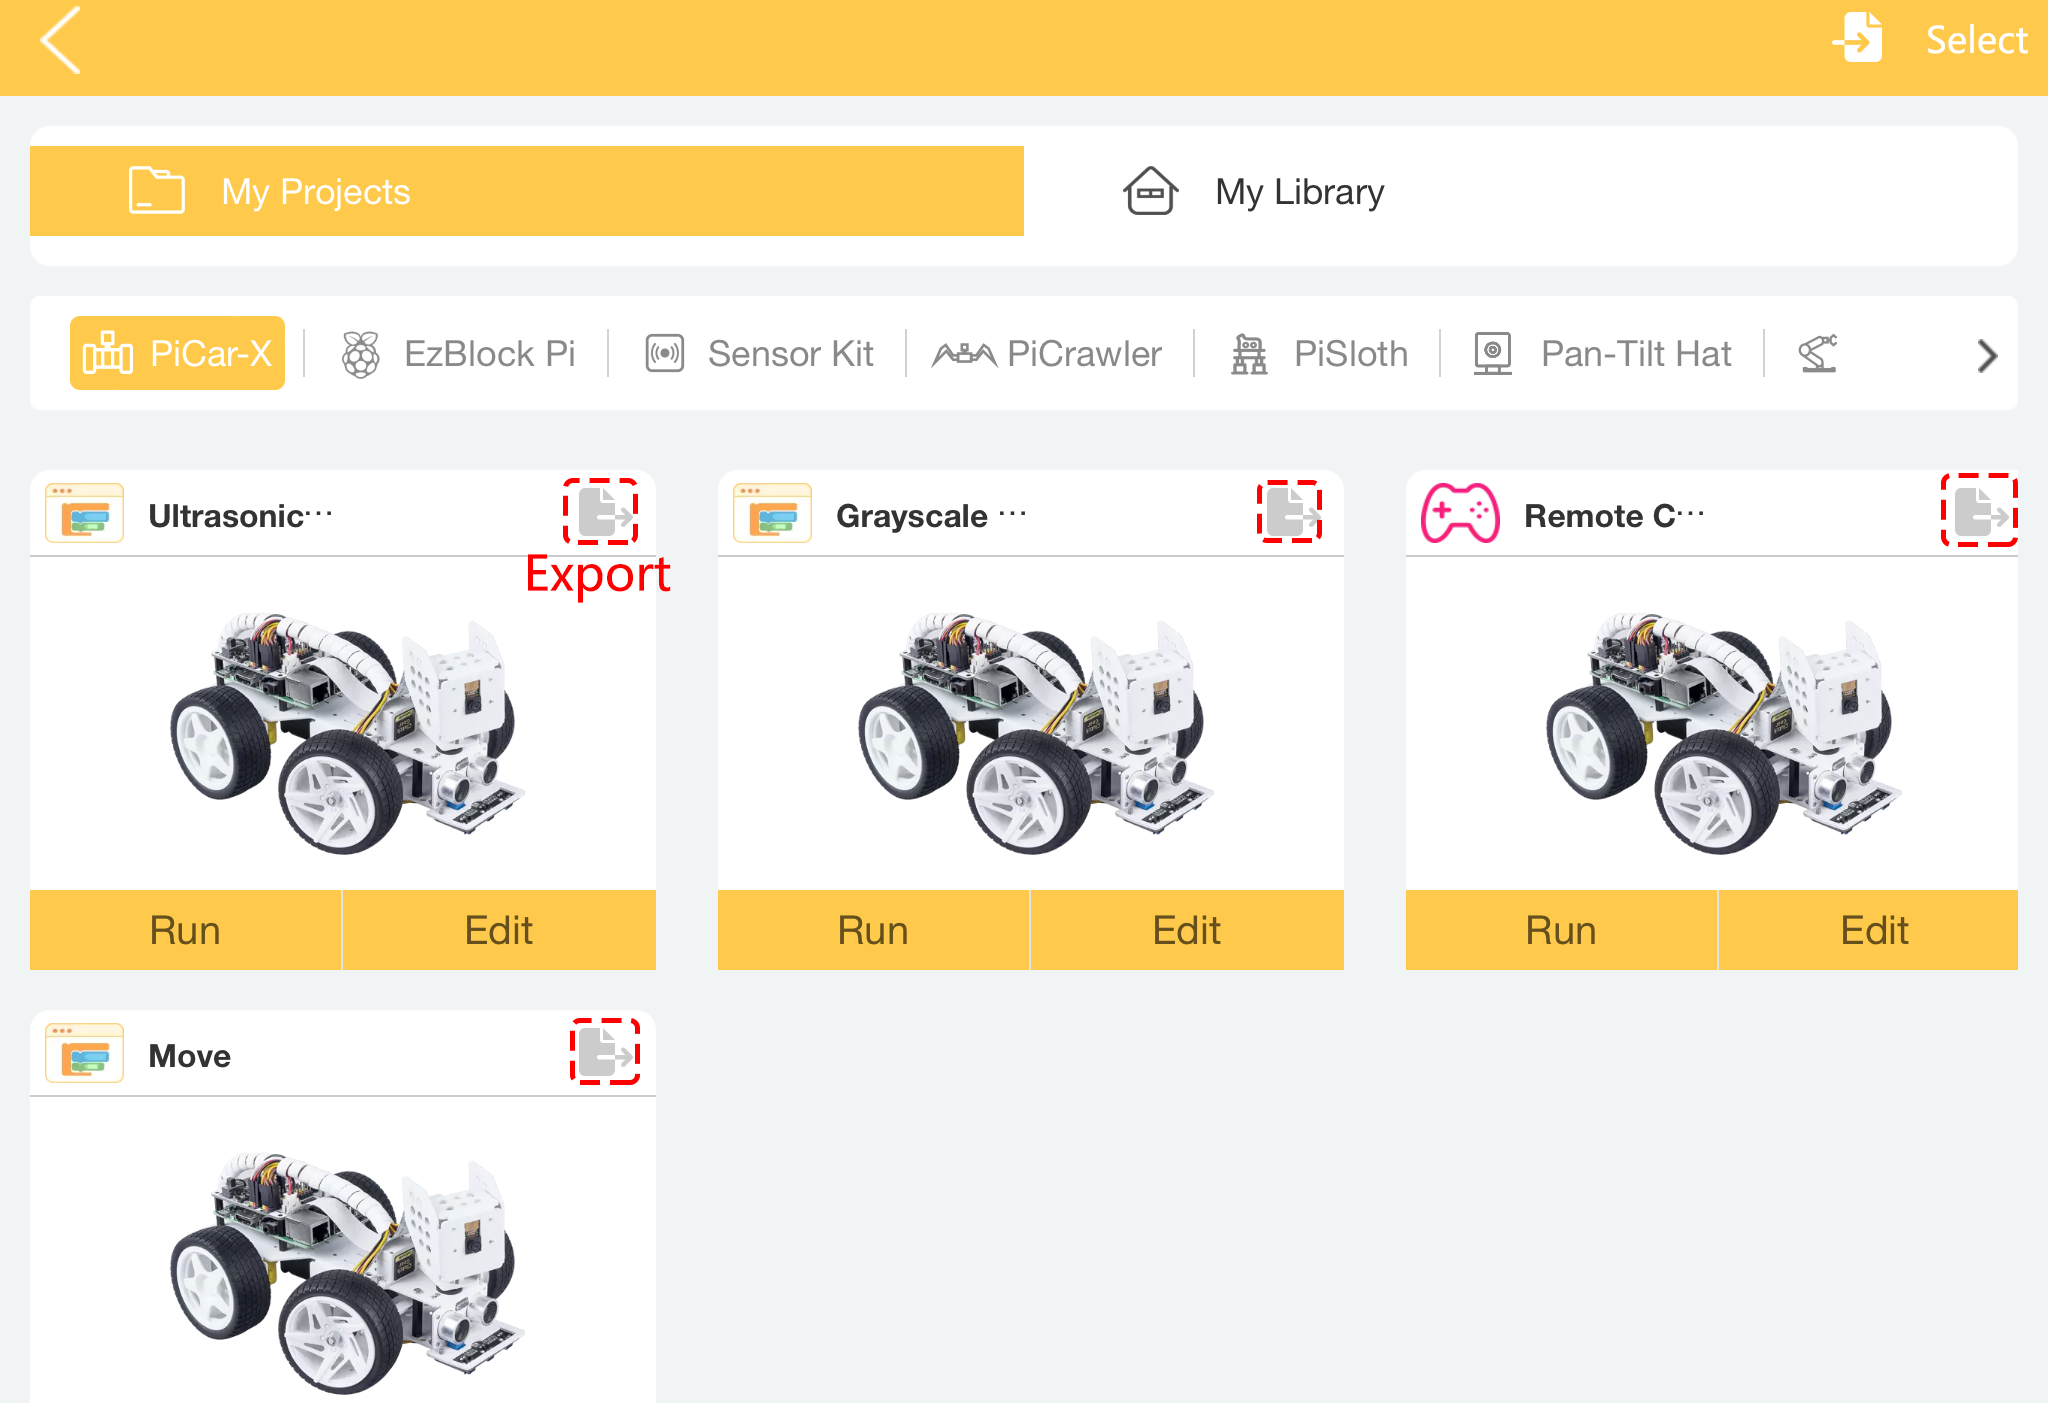 Select
My Projects
My Library
PiCar-X
EzBlock Pi
Sensor Kit
PiCrawler
PiSloth
Pan-Tilt Hat
Ultrasonic···
Grayscale ···
Remote C···
Export
Run
Edit
Run
Edit
Run
Edit
Move